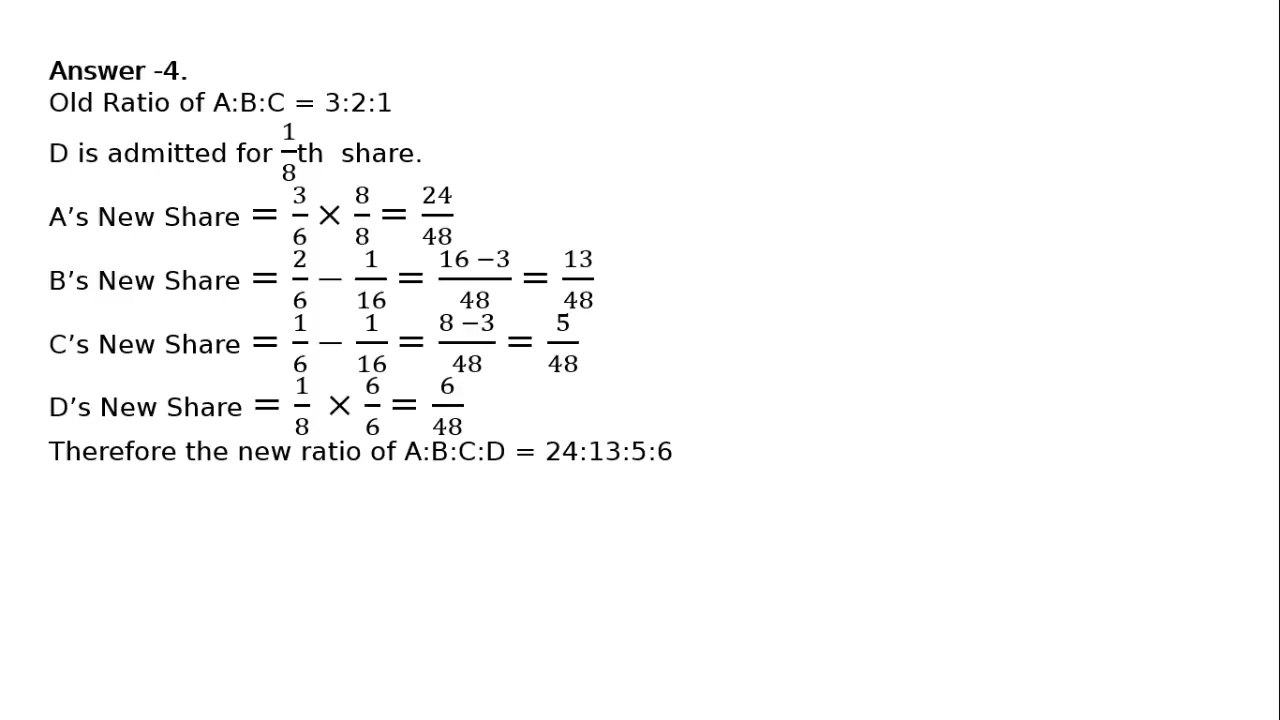 Answer -4.
Old Ratio of A:B:C = 3:2:1
D is admitted for 1/8th share.
A’s New Share = 3/6 × 8/8 = 24/48
B’s New Share = 2/6 − 1/16 = 16 −3/48 = 13/48
C’s New Share = 1/6 − 1/16 = 8 −3/48 = 5/48
D’s New Share = 1/8 × 6/6 = 6/48
Therefore the new ratio of A:B:C:D = 24:13:5:6